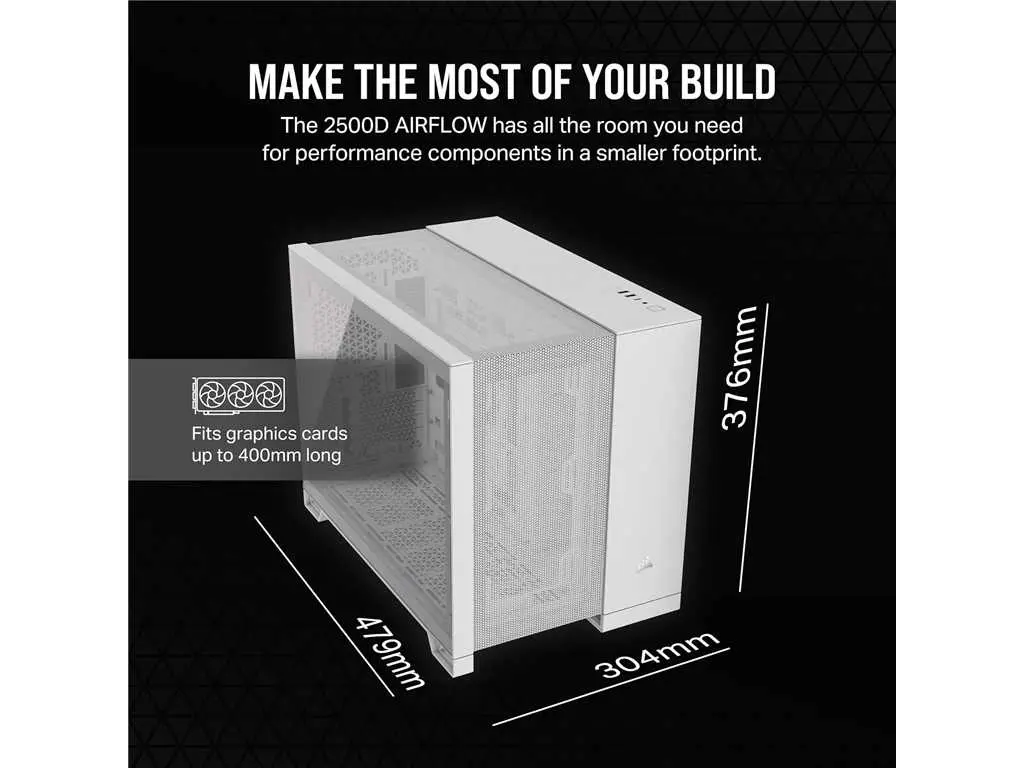 MAKE THE MOST OF YOUR BUILD
The 2500D AIRFLOW has all the room you need
for performance components in a smaller footprint.
Fits graphics cards
up to 400mm long
376mm
479mm
304mm